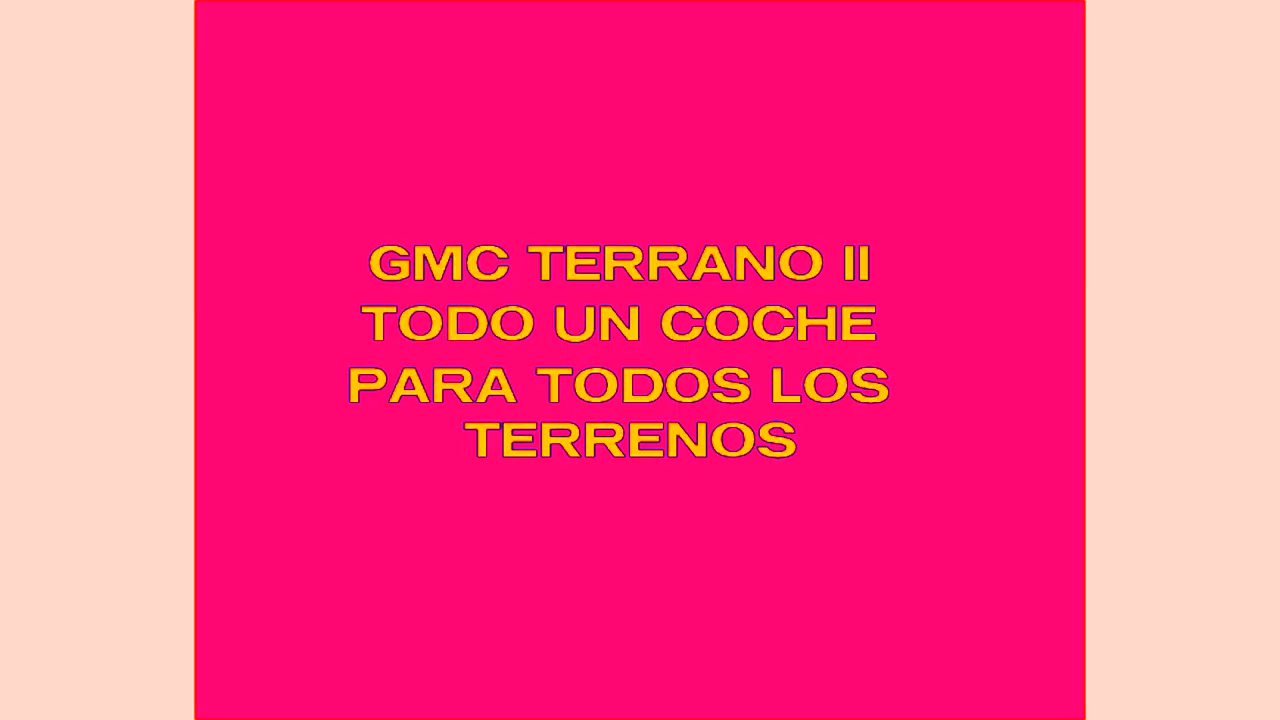 GMC TERRANO II
TODO UN COCHE
PARA TODOS LOS
TERRENOS